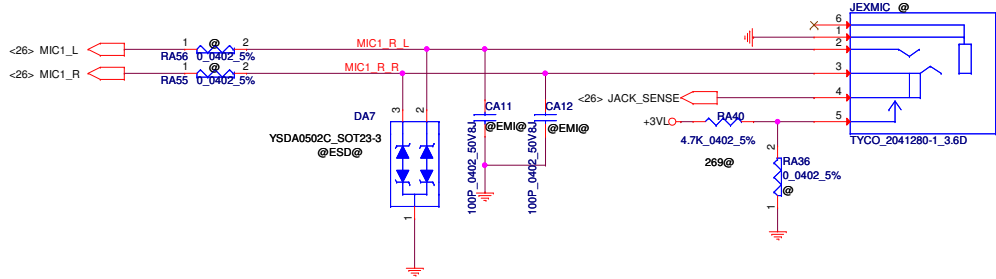 JEXMIC @
6
1
<26> MIC1_L 1 @ 2 MIC1_R_L 2
RA56 0_0402_5%
<26> MIC1_R 1 @ 2 MIC1_R_R 3
RA55 0_0402_5%
<26> JACK_SENSE 4
DA7 3 2 CA11 CA12
@EMI@ @EMI@
+3VL RA40 5
YSDA0502C_SOT23-3
@ESD@
4.7K_0402_5% TYCO_2041280-1_3.6D
269@
100P_0402_50V8J
100P_0402_50V8J
2 RA36
0_0402_5%
@
1
1